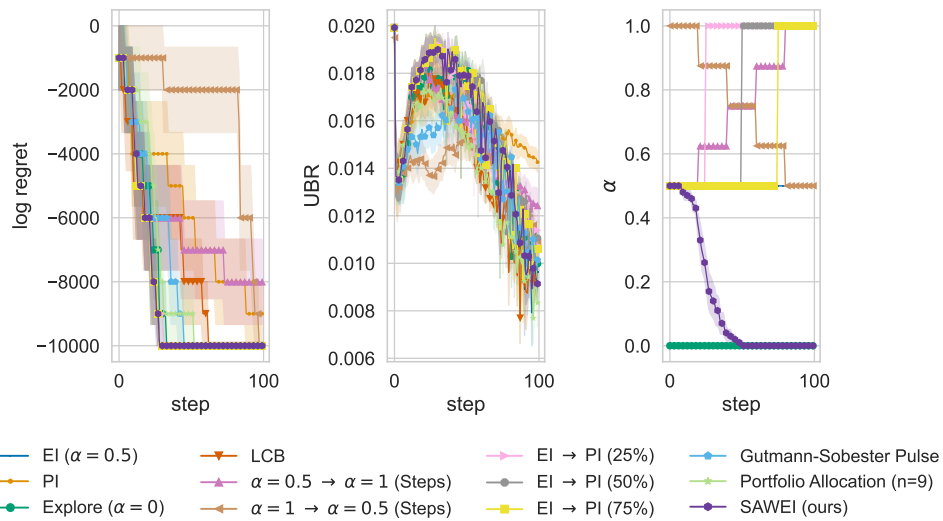 0
−2000
−4000
−6000
−8000
−10000
log regret
0
100
step
0.020
0.018
0.016
0.014
0.012
0.010
0.008
0.006
UBR
0
100
step
1.0
0.8
0.6
0.4
0.2
0.0
α
0
100
step
EI (α = 0.5)
PI
Explore (α = 0)
LCB
α = 0.5 → α = 1 (Steps)
α = 1 → α = 0.5 (Steps)
EI → PI (25%)
EI → PI (50%)
EI → PI (75%)
Gutmann-Sobester Pulse
Portfolio Allocation (n=9)
SAWEI (ours)